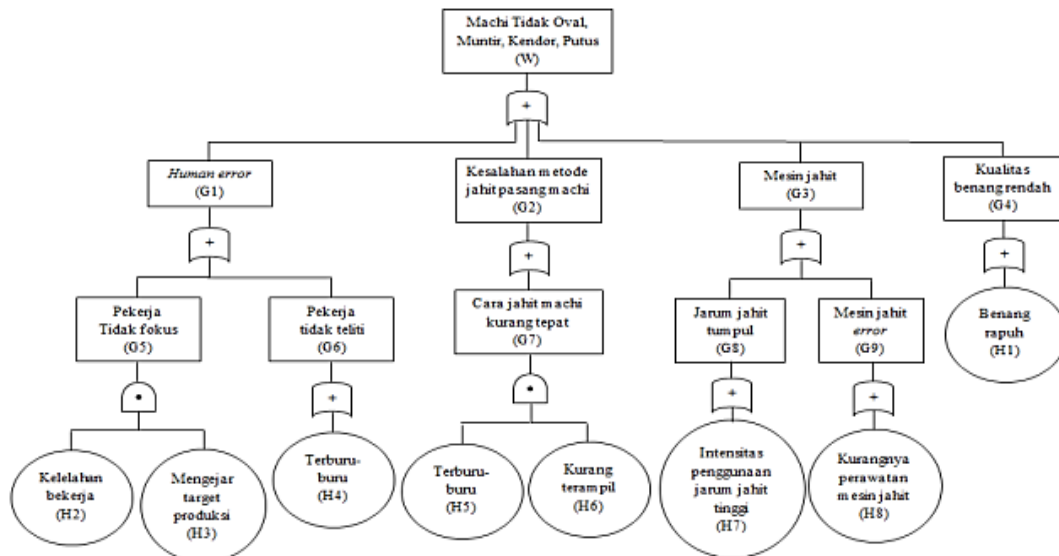 Machi Tidak Oval,
Muntir, Kendor, Putus
(W)
+
Human error
(G1)
Kesalahan metode
jahit pasang machi
(G2)
Mesin jahit
(G3)
Kualitas
benang rendah
(G4)
+
+
+
+
Pekerja
Tidak fokus
(G5)
Pekerja
tidak teliti
(G6)
Cara jahit machi
kurang tepat
(G7)
Jarum jahit
tumpul
(G8)
Mesin jahit
error
(G9)
Benang
rapuh
(H1)
•
+
•
+
+
Kelelahan
bekerja
(H2)
Mengejar
target
produksi
(H3)
Terburu-
buru
(H4)
Terburu-
buru
(H5)
Kurang
terampil
(H6)
Intensitas
penggunaan
jarum jahit
tinggi
(H7)
Kurangnya
perawatan
mesin jahit
(H8)